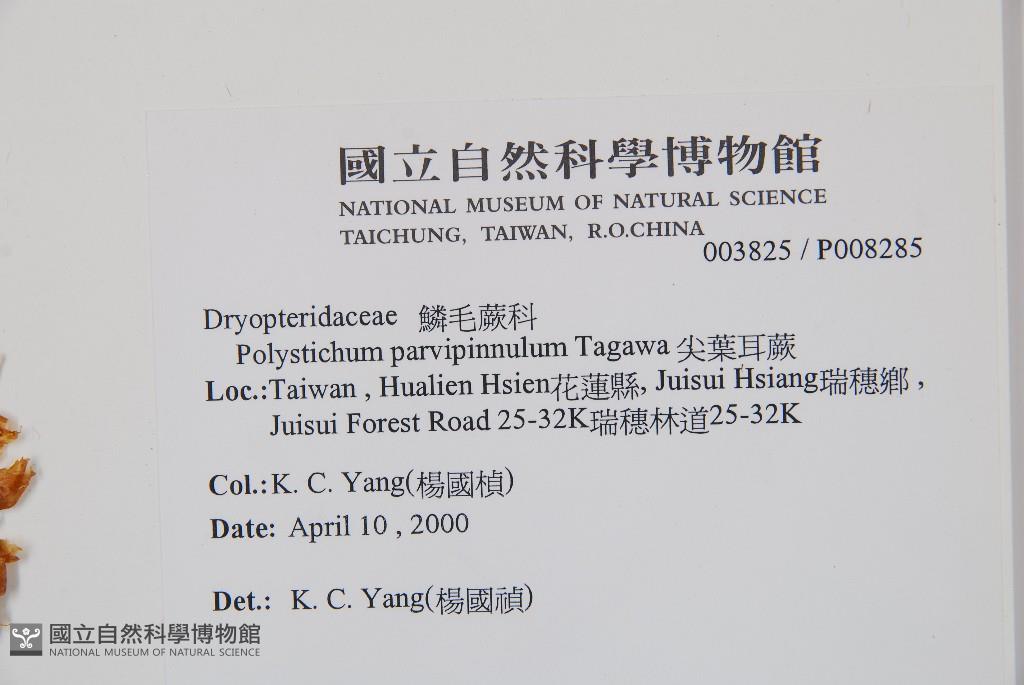 國立自然科學博物館
NATIONAL MUSEUM OF NATURAL SCIENCE
TAICHUNG, TAIWAN, R.O.CHINA
003825 / P008285
Dryopteridaceae 鱗毛蕨科
Polystichum parvipinnulum Tagawa 尖葉耳蕨
Loc.:Taiwan , Hualien Hsien花蓮縣, Juisui Hsiang瑞穗鄉 ,
Juisui Forest Road 25-32K瑞穗林道25-32K
Col.:K. C. Yang(楊國楨)
Date: April 10 , 2000
Det.: K. C. Yang(楊國禎)
國立自然科學博物館
NATIONAL MUSEUM OF NATURAL SCIENCE